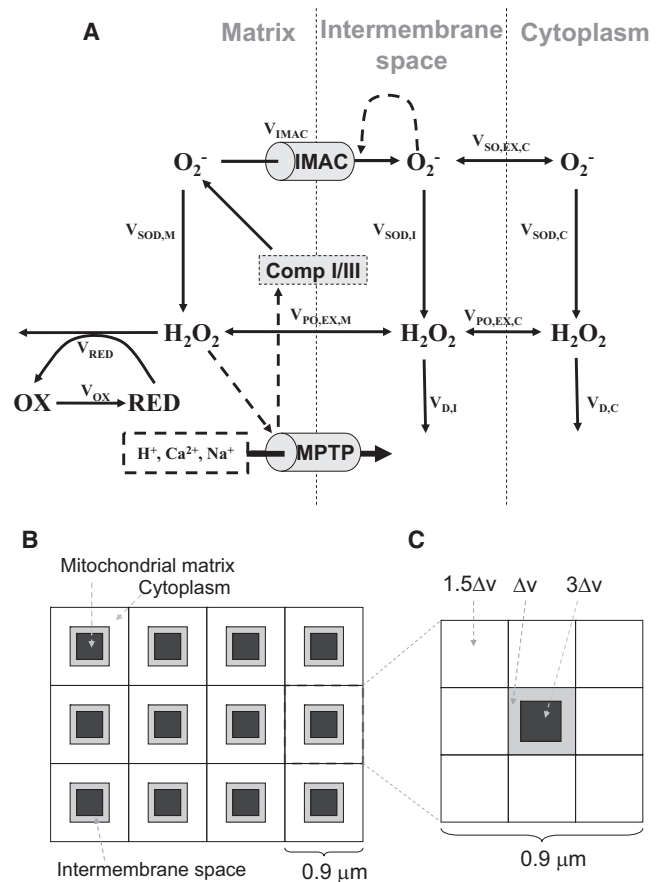 A
Matrix
Intermembrane
space
Cytoplasm
V_IMAC
O₂⁻
IMAC
O₂⁻
V_SO,EX,C
O₂⁻
V_SOD,M
V_SOD,I
V_SOD,C
Comp I/III
H₂O₂
V_PO,EX,M
H₂O₂
V_PO,EX,C
H₂O₂
V_RED
OX
V_OX
RED
V_D,I
V_D,C
H⁺, Ca²⁺, Na⁺
MPTP
B
Mitochondrial matrix
Cytoplasm
Intermembrane space
0.9 μm
C
1.5Δv
Δv
3Δv
0.9 μm